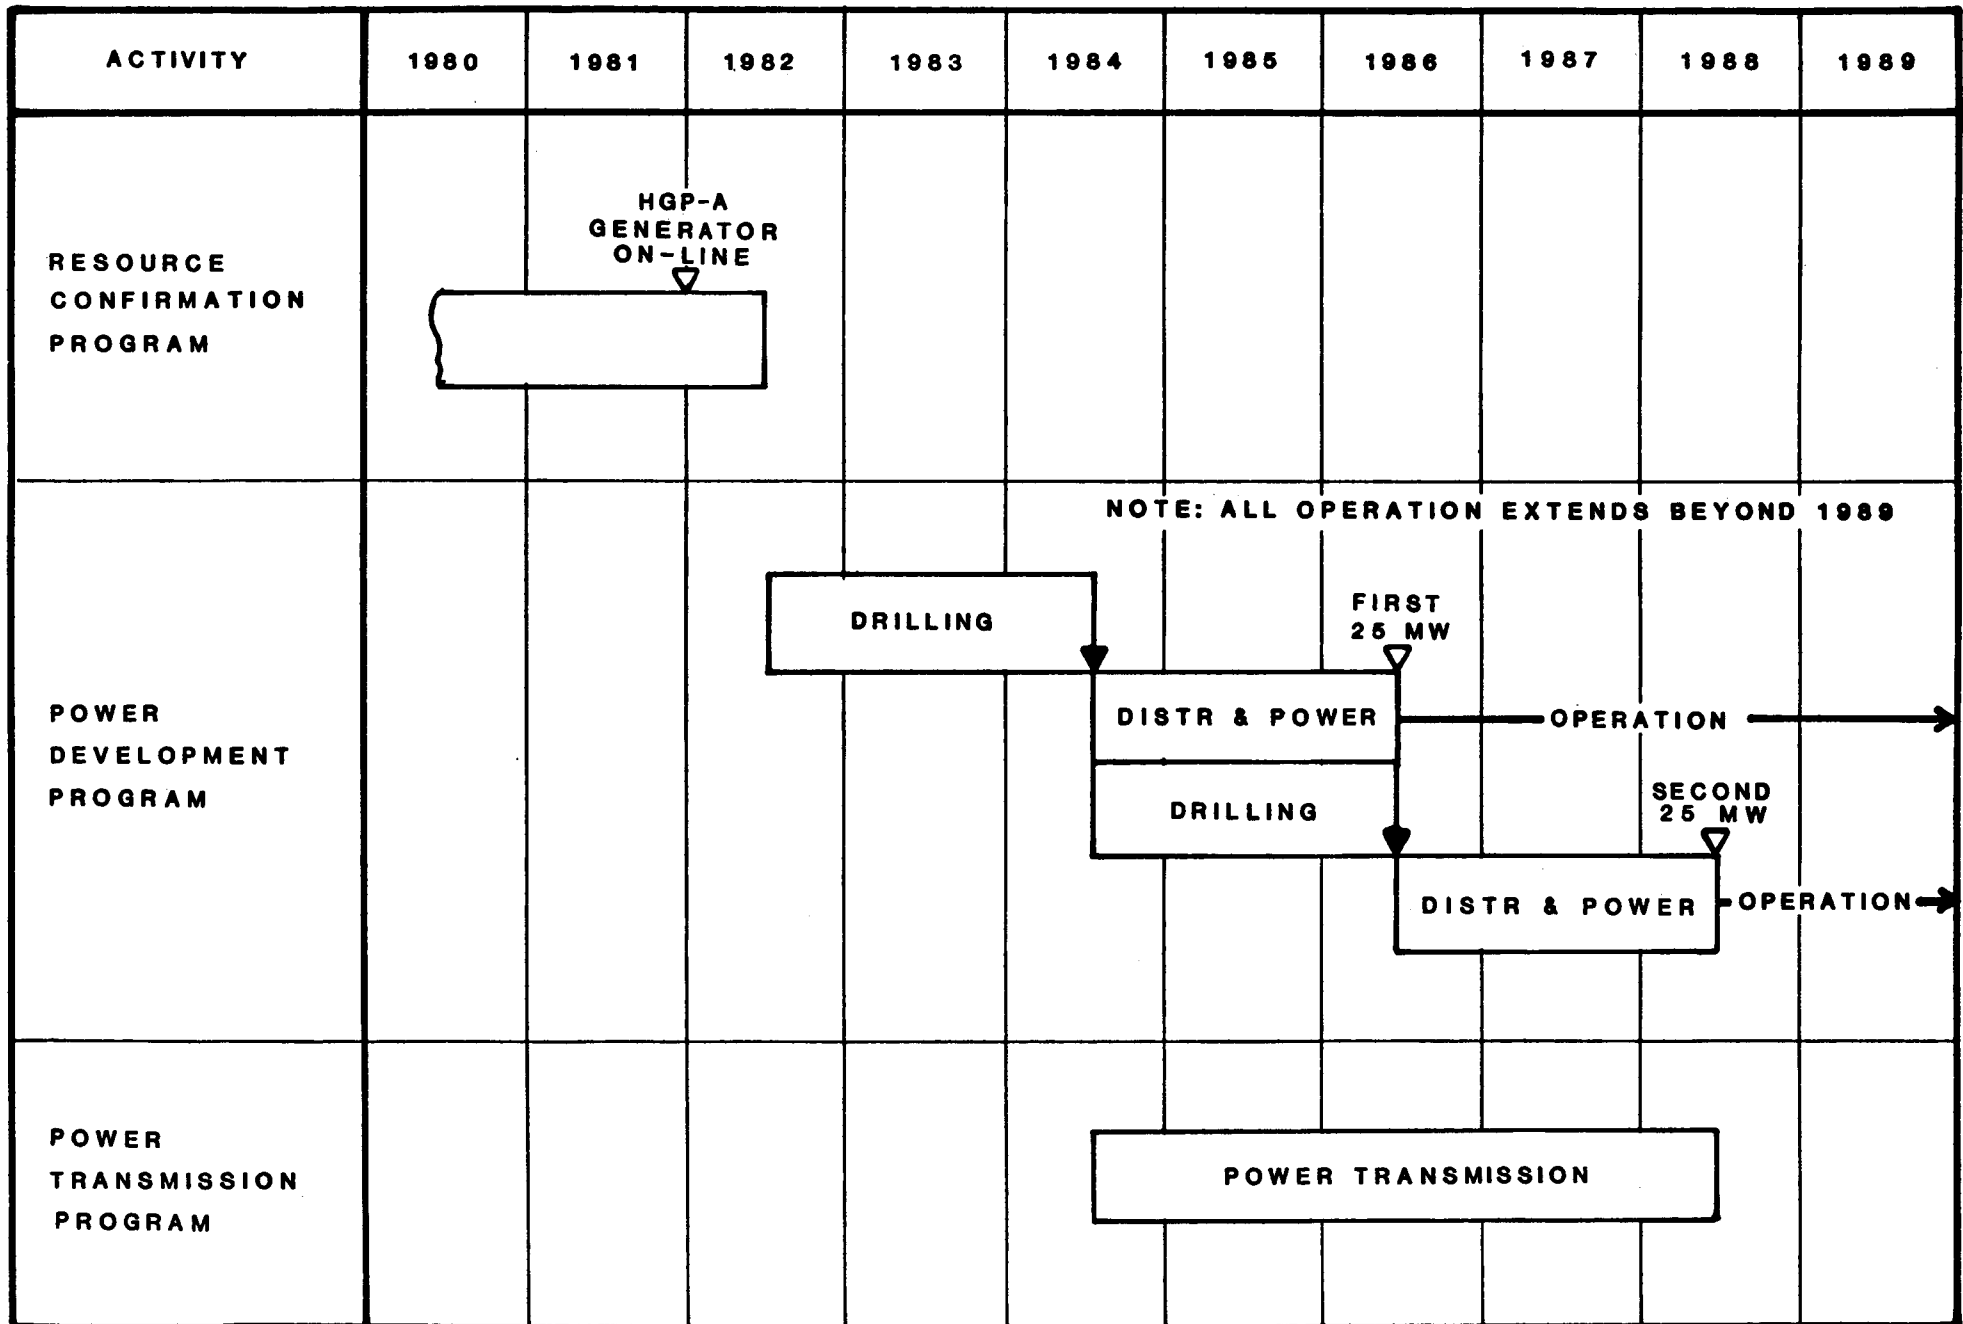 ACTIVITY 1980 1981 1982 1983 1984 1985 1986 1987 1988 1989
HGP-A
GENERATOR
ON-LINE
RESOURCE
CONFIRMATION
PROGRAM
NOTE: ALL OPERATION EXTENDS BEYOND 1989
DRILLING
FIRST
25 MW
POWER
DEVELOPMENT
PROGRAM
DISTR & POWER
OPERATION
DRILLING
SECOND
25 MW
DISTR & POWER
OPERATION
POWER
TRANSMISSION
PROGRAM
POWER TRANSMISSION